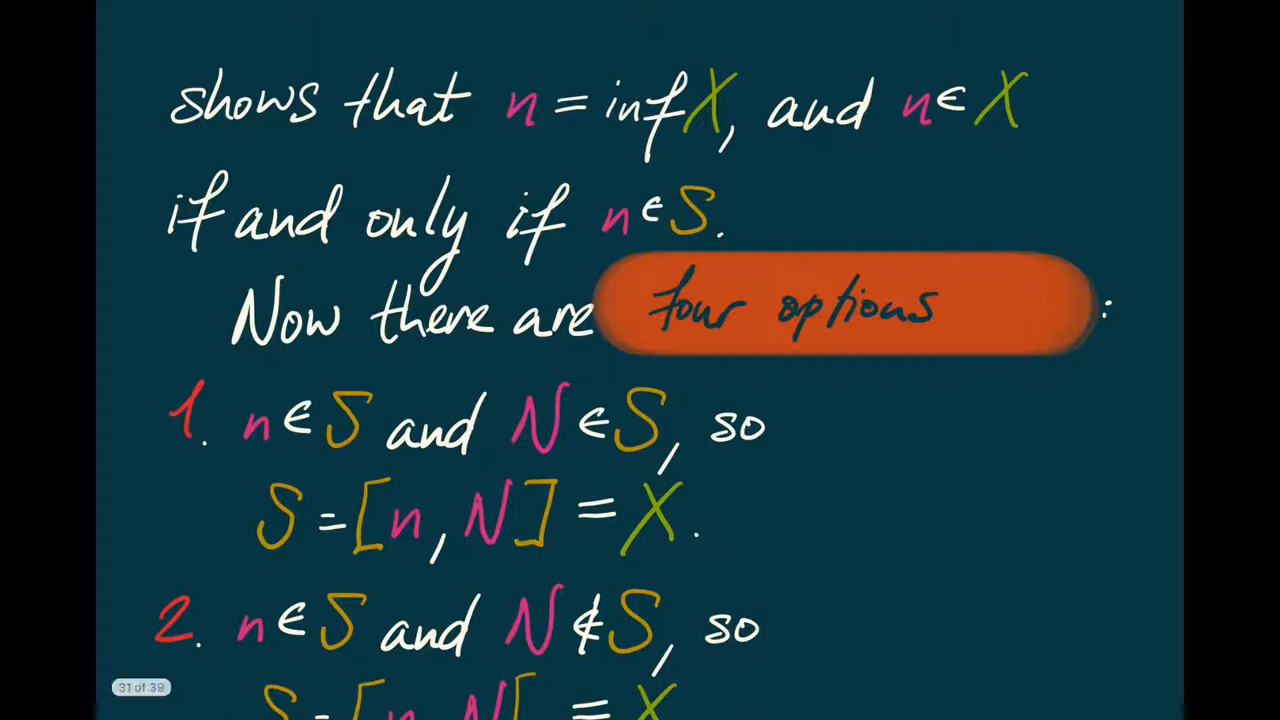 shows that n = inf X, and n ∈ X
if and only if n ∈ S.
Now there are four options :
1. n ∈ S and N ∈ S, so
S = [n, N] = X.
2. n ∈ S and N ∉ S, so
S = [n, N[ = X
31 of 39